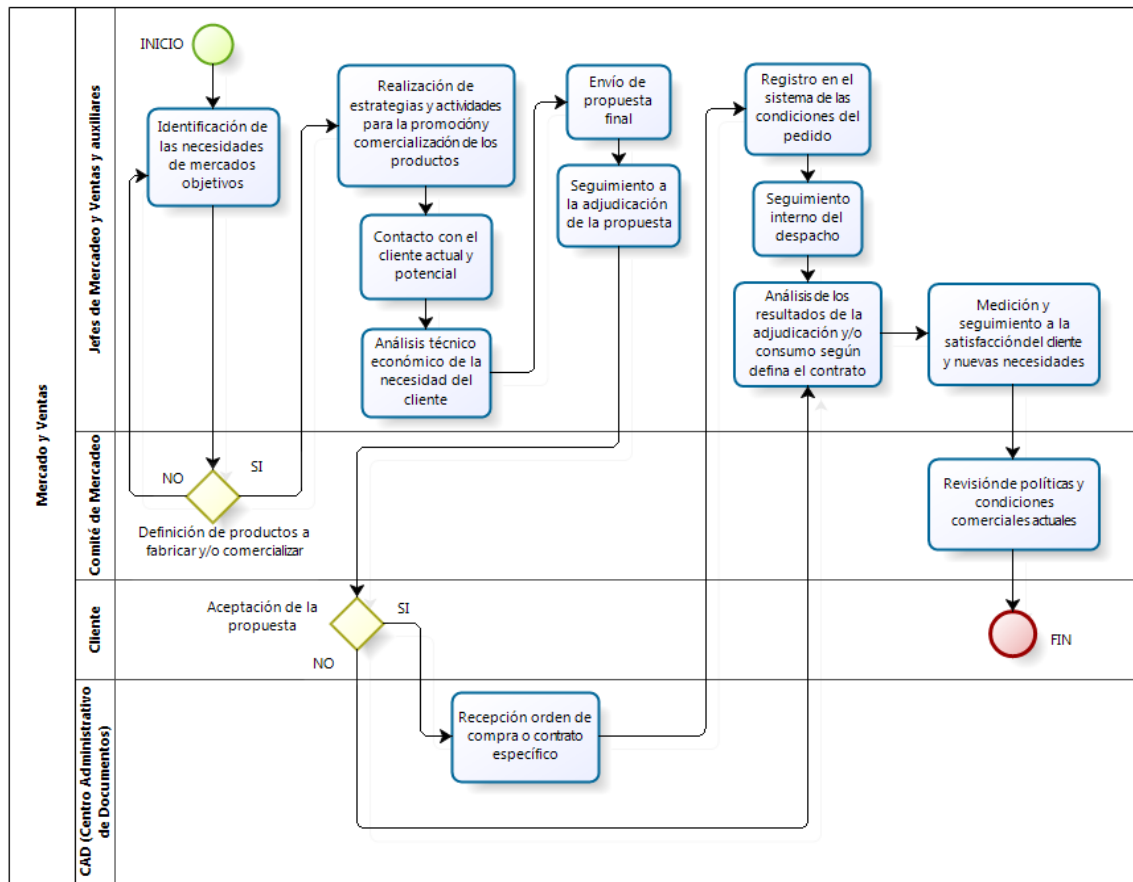 Mercado y Ventas
Jefes de Mercadeo y Ventas y auxiliares
INICIO
Identificación de
las necesidades
de mercados
objetivos
Realización de
estrategias y actividades
para la promoción y
comercialización de los
productos
Contacto con el
cliente actual y
potencial
Análisis técnico
económico de la
necesidad del
cliente
Envío de
propuesta
final
Seguimiento a
la adjudicación
de la propuesta
Registro en el
sistema de las
condiciones del
pedido
Seguimiento
interno del
despacho
Análisis de los
resultados de la
adjudicación y/o
consumo según
defina el contrato
Medición y
seguimiento a la
satisfacción del cliente
y nuevas necesidades
Comité de Mercadeo
NO
SI
Definición de productos a
fabricar y/o comercializar
Revisión de políticas y
condiciones
comerciales actuales
Cliente
Aceptación de la
propuesta
SI
NO
FIN
CAD (Centro Administrativo
de Documentos)
Recepción orden de
compra o contrato
específico